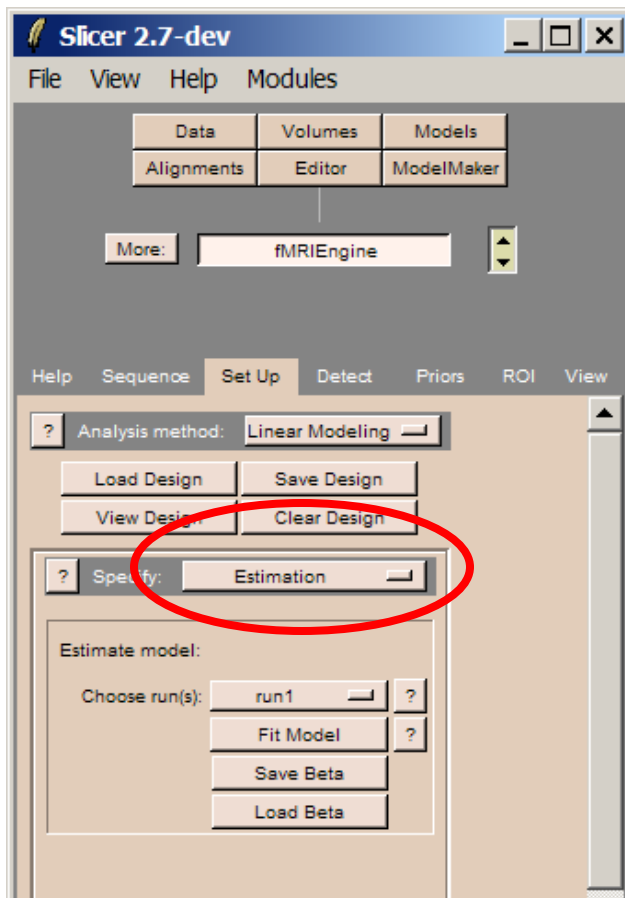 Slicer 2.7-dev
File View Help Modules
Data Volumes Models
Alignments Editor ModelMaker
More: fMRIEngine
Help Sequence Set Up Detect Priors ROI View
? Analysis method: Linear Modeling
Load Design Save Design
View Design Clear Design
? Specify: Estimation
Estimate model:
Choose run(s): run1 ?
Fit Model ?
Save Beta
Load Beta